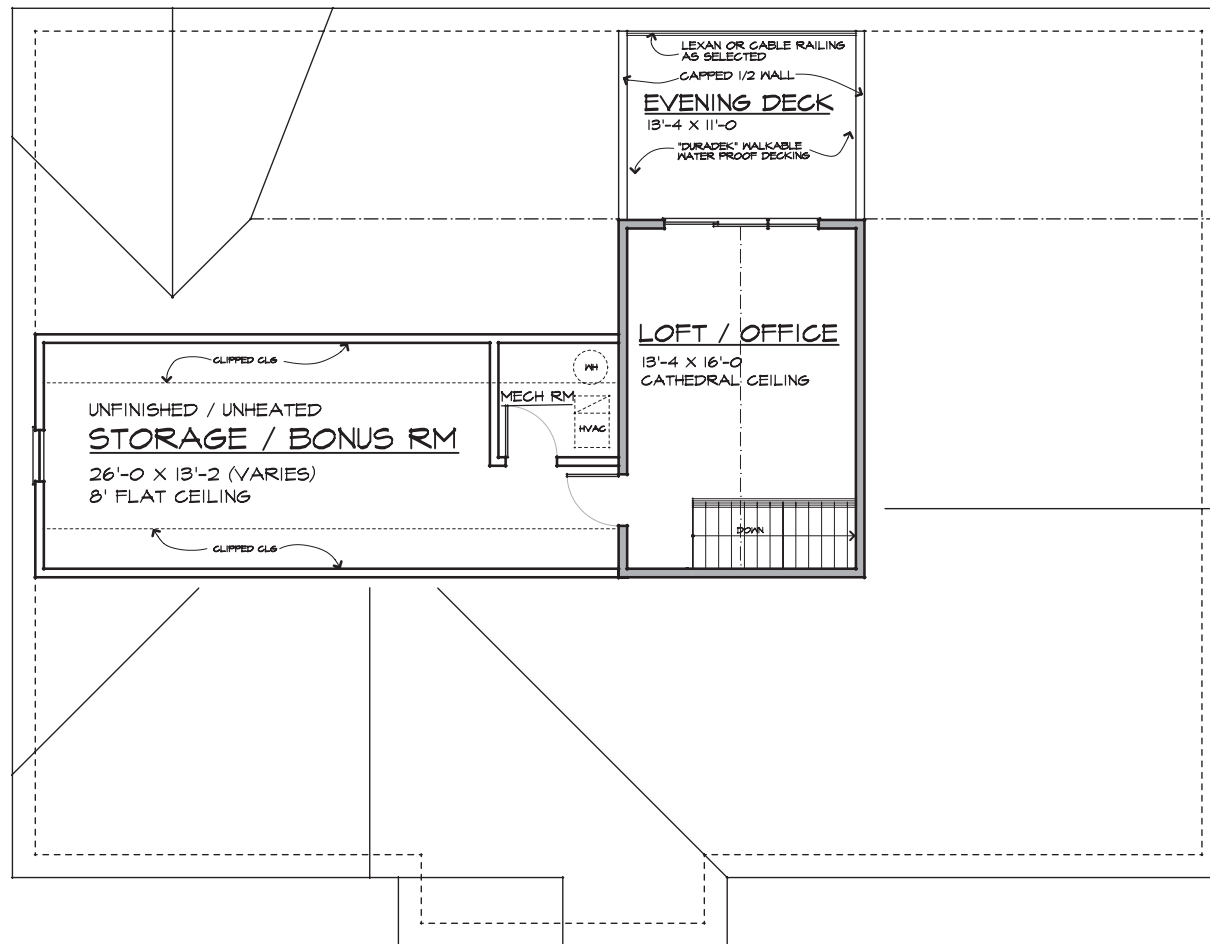 LEXAN OR CABLE RAILING
AS SELECTED
CAPPED 1/2 WALL
EVENING DECK
13'-4 X 11'-0
"DURADEK" WALKABLE
WATER PROOF DECKING
LOFT / OFFICE
13'-4 X 16'-0
CATHEDRAL CEILING
CLIPPED CLG
WH
MECH RM
HVAC
UNFINISHED / UNHEATED
STORAGE / BONUS RM
26'-0 X 13'-2 (VARIES)
8' FLAT CEILING
DOWN
CLIPPED CLG